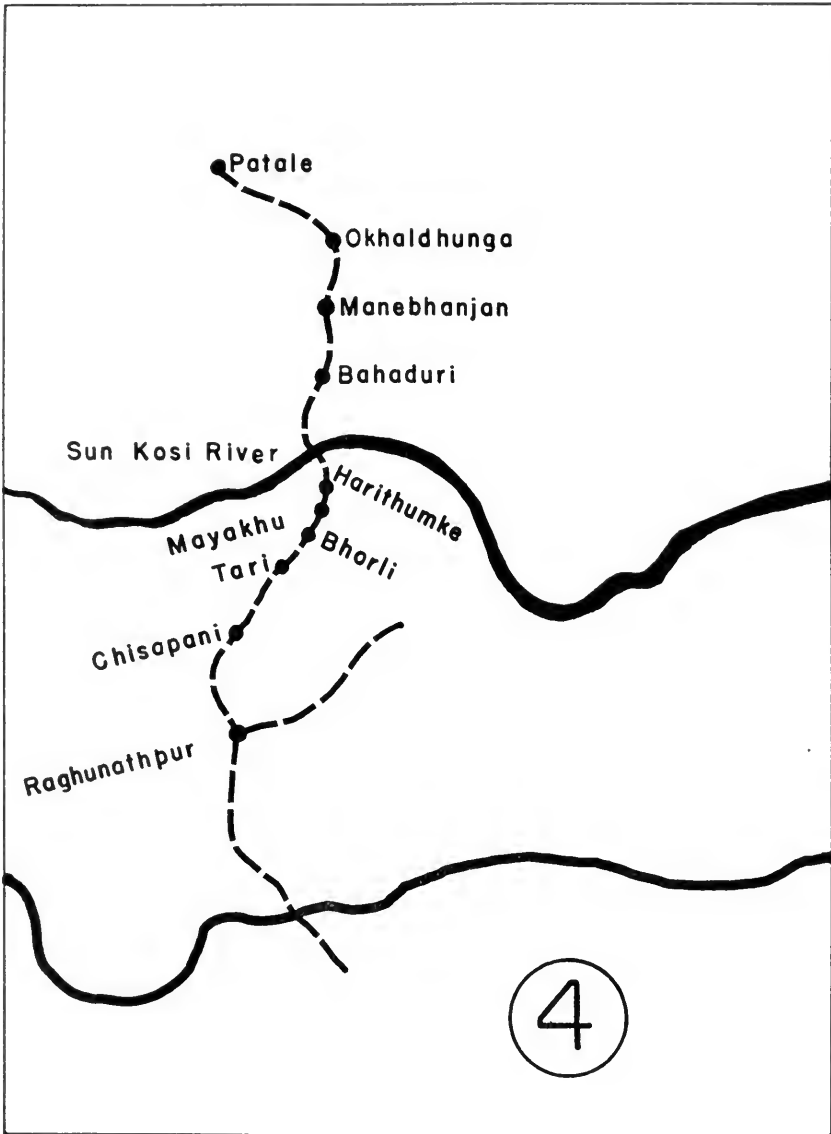 Patale
Okhaldhunga
Manebhanjan
Bahaduri
Sun Kosi River
Harithumke
Mayakhu
Bhorli
Tari
Chisapani
Raghunathpur
4